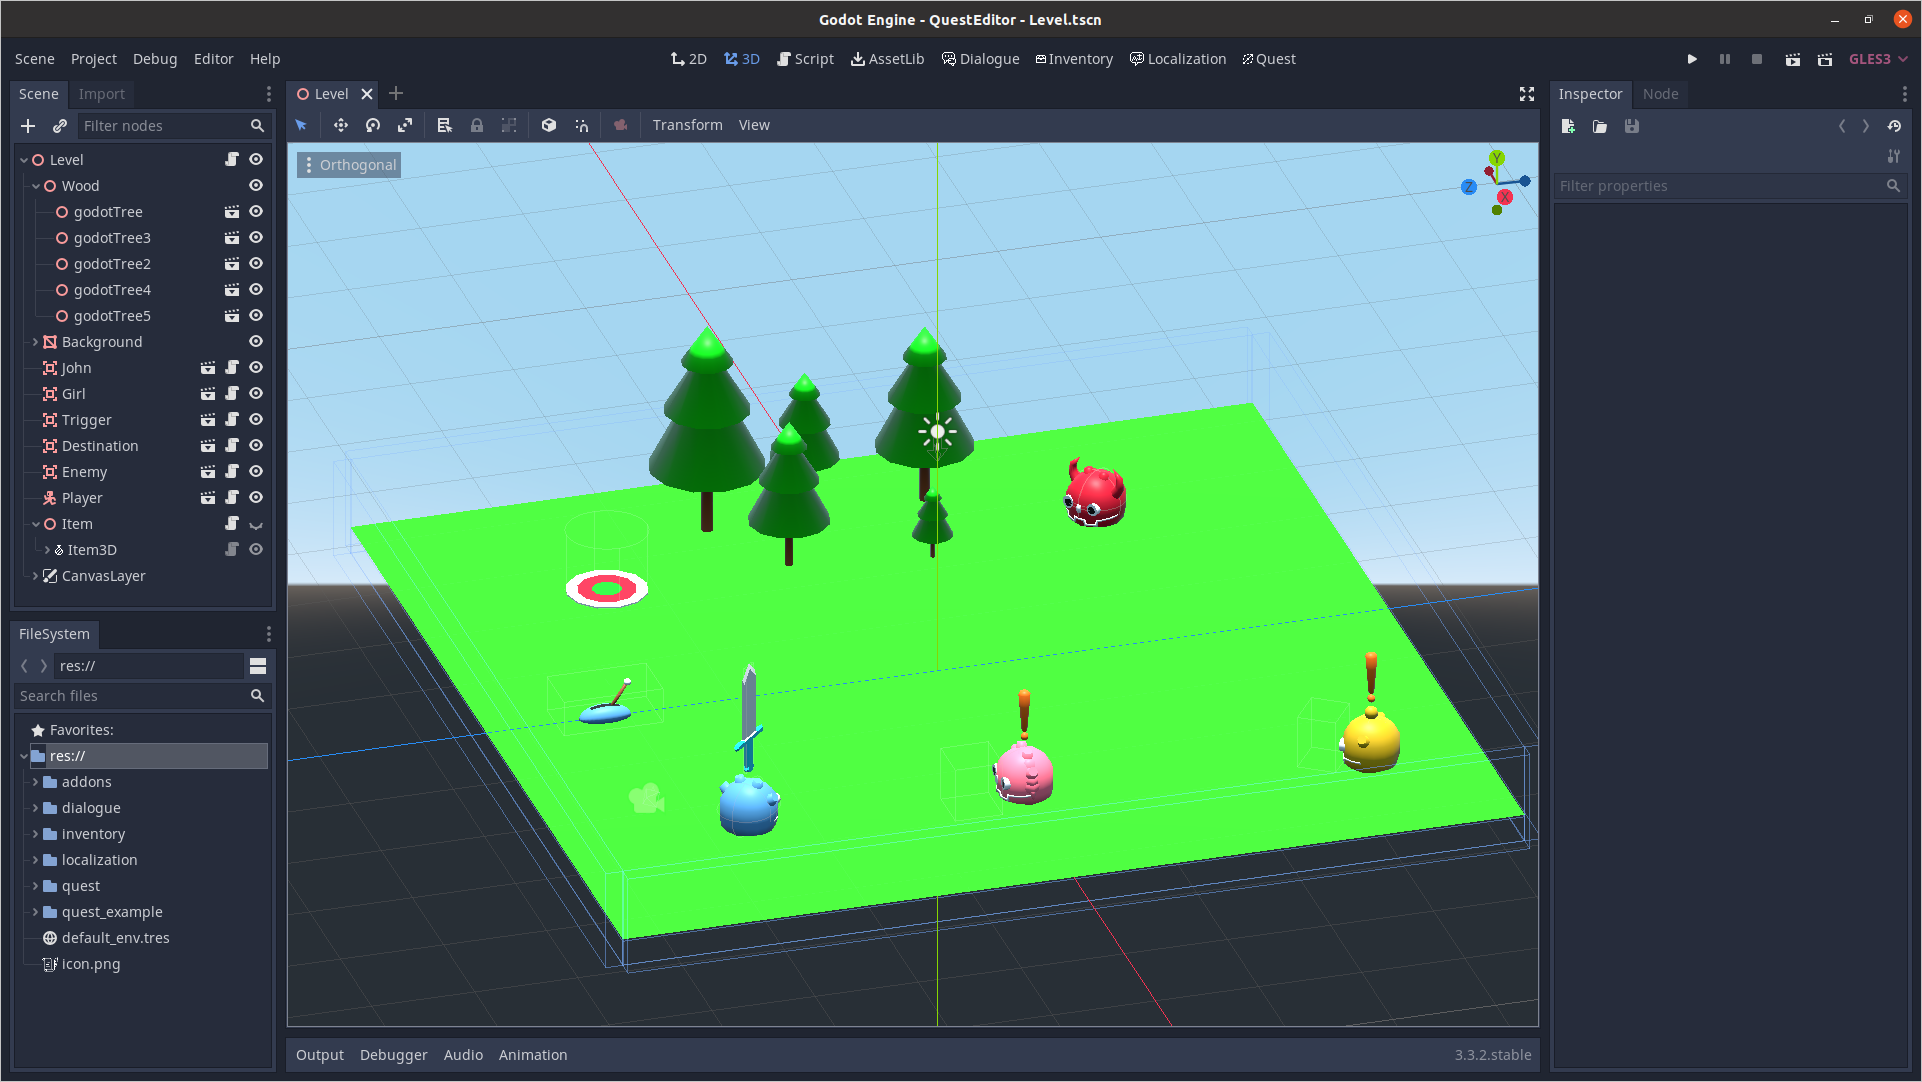 Godot Engine - QuestEditor - Level.tscn
Scene Project Debug Editor Help
2D 3D Script AssetLib Dialogue Inventory Localization Quest
GLES3
Scene Import
Filter nodes
Level
Wood
godotTree
godotTree3
godotTree2
godotTree4
godotTree5
Background
John
Girl
Trigger
Destination
Enemy
Player
Item
Item3D
CanvasLayer
FileSystem
res://
Search files
Favorites:
res://
addons
dialogue
inventory
localization
quest
quest_example
default_env.tres
icon.png
Level
Transform View
Orthogonal
Y
Z
X
Output Debugger Audio Animation
3.3.2.stable
Inspector Node
Filter properties